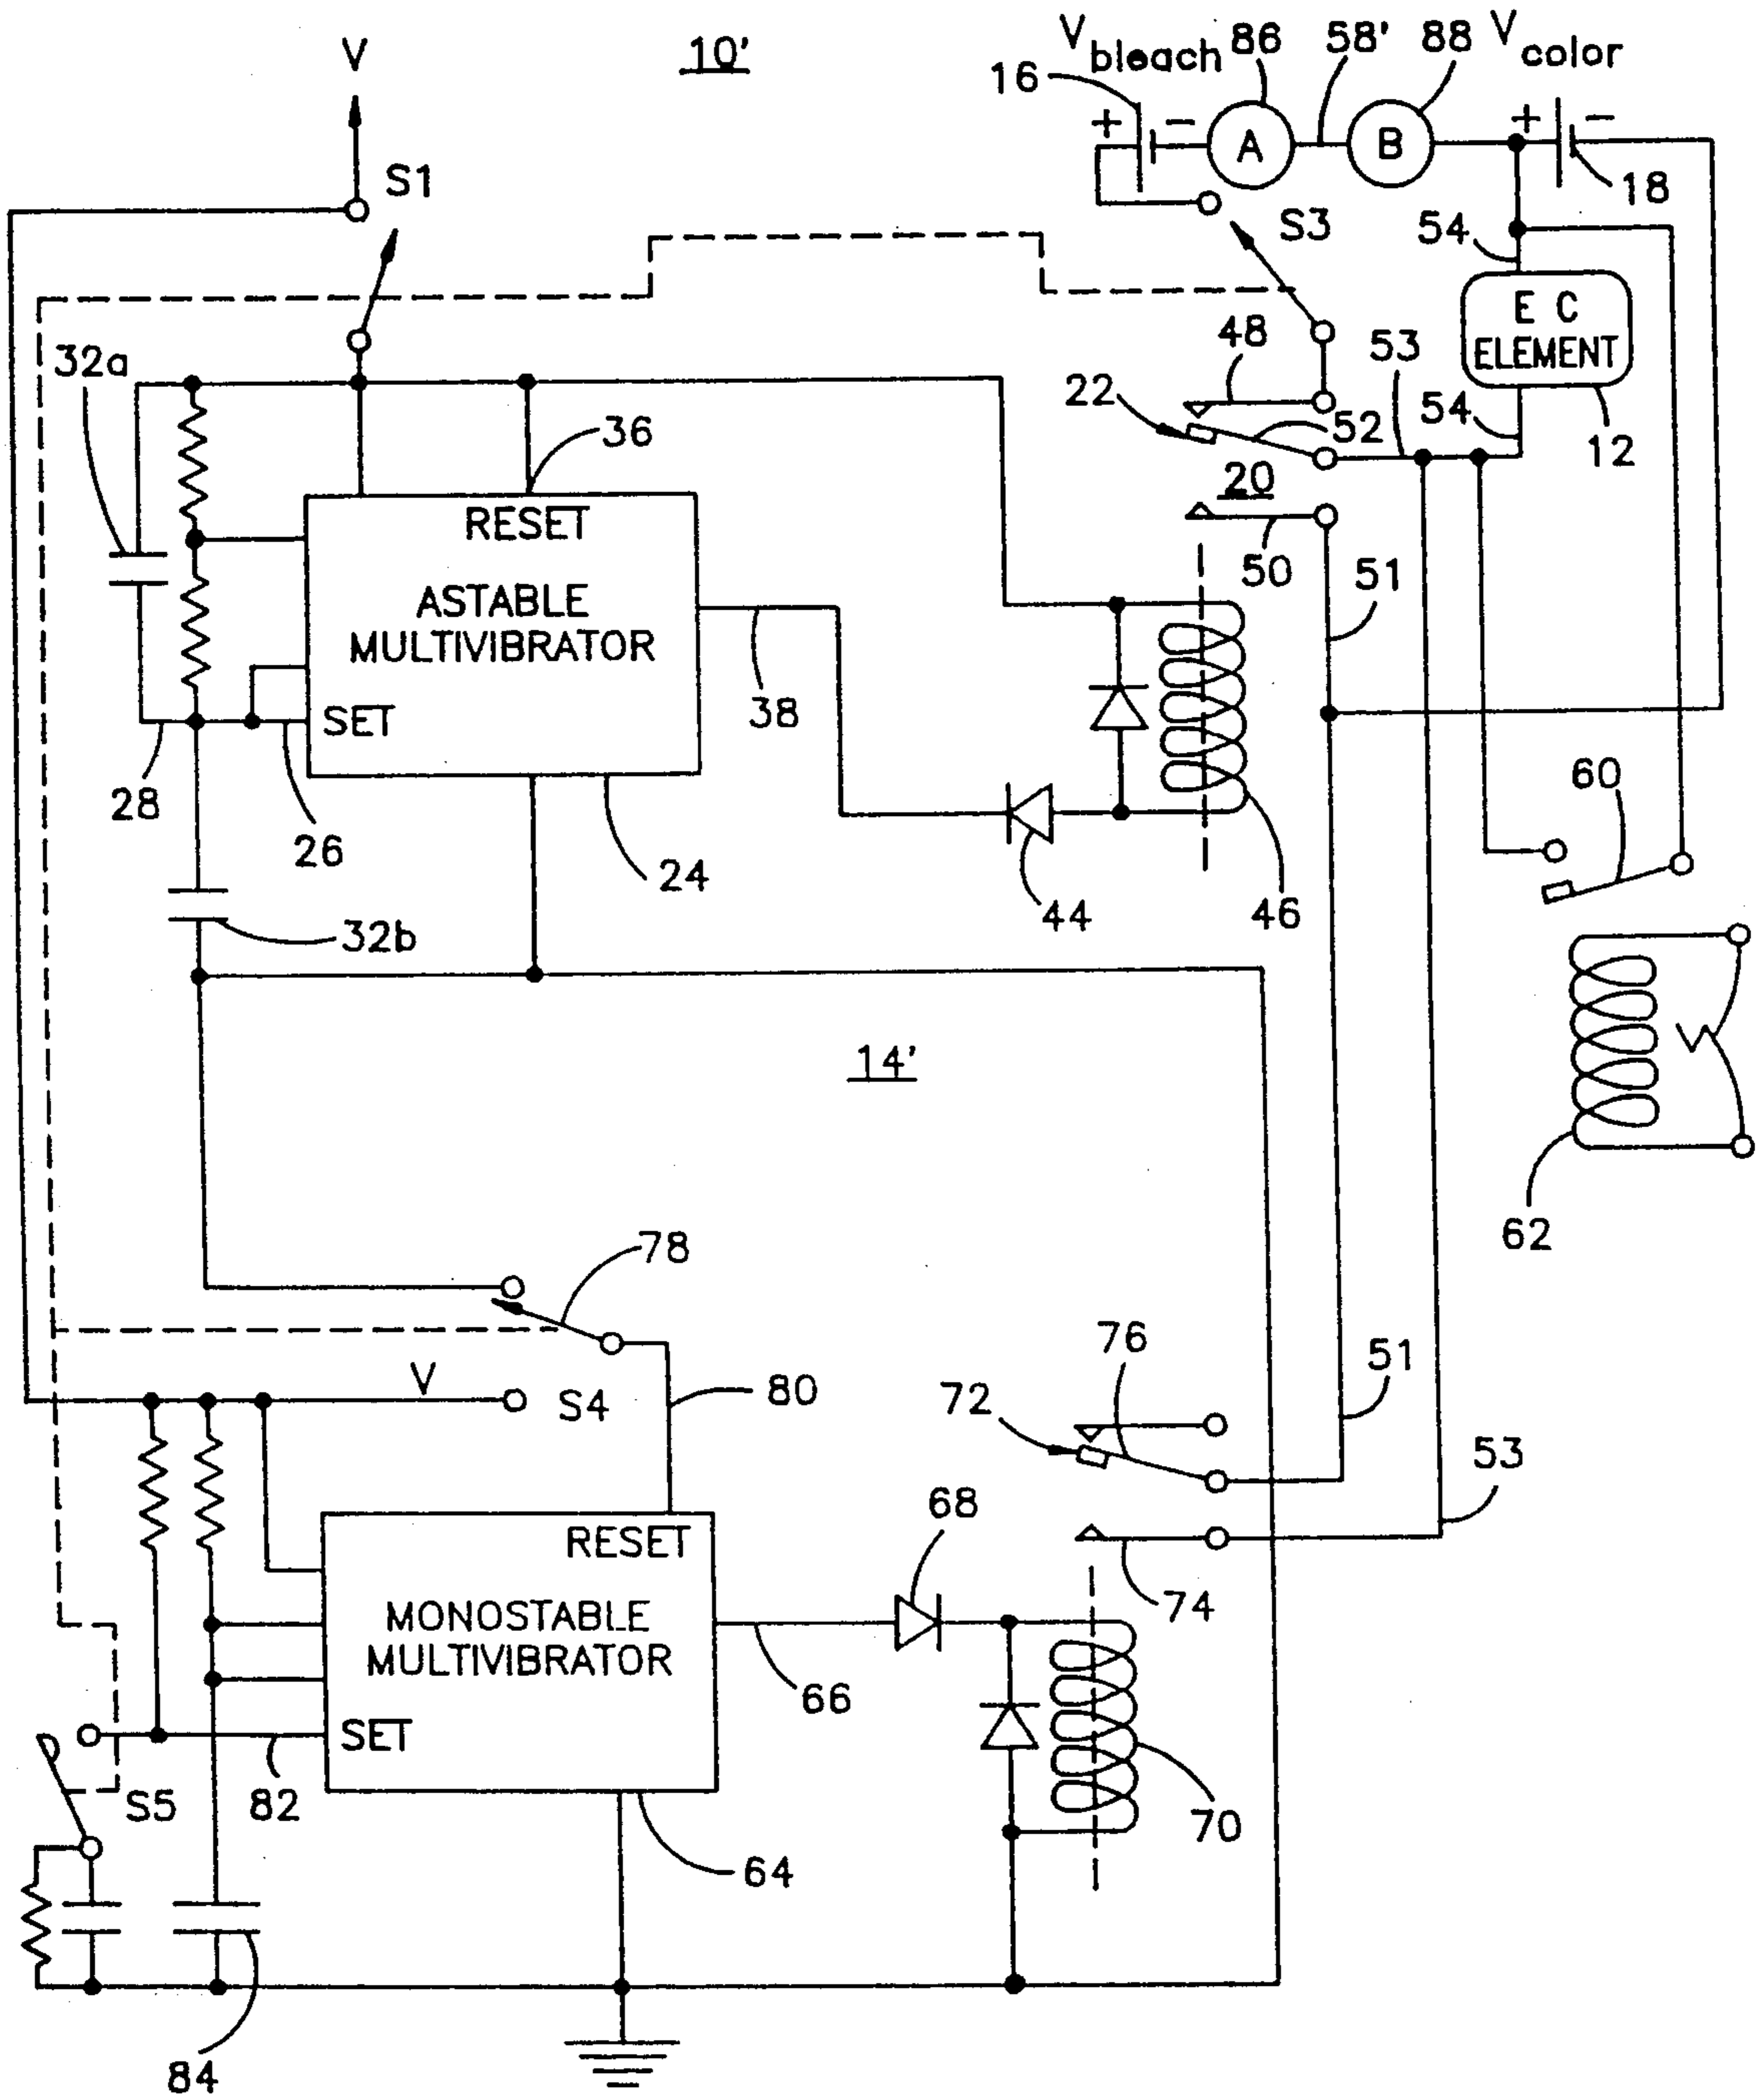 V
10'
V bleach
86
58'
88
V color
16
+
-
A
B
+
-
18
S1
S3
54
E C
ELEMENT
32a
48
53
22
52
54
12
36
20
RESET
50
51
ASTABLE
MULTIVIBRATOR
38
SET
28
26
24
44
46
60
32b
14'
62
78
76
51
V
S4
80
72
53
68
RESET
74
MONOSTABLE
MULTIVIBRATOR
66
SET
S5
82
70
64
84